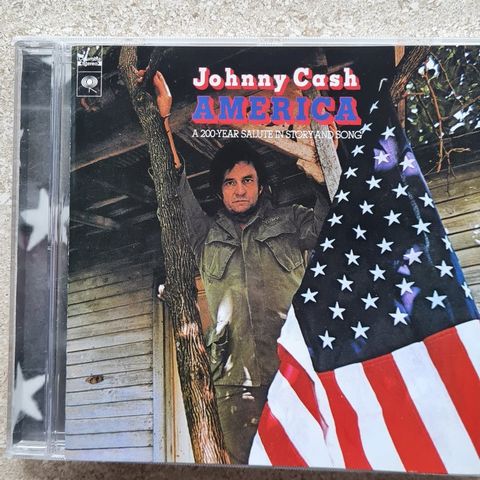 Johnny Cash
AMERICA
A 200-YEAR SALUTE IN STORY AND SONG